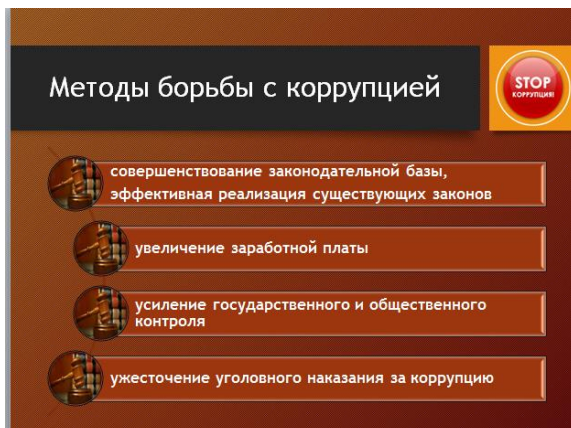 Методы борьбы с коррупцией
STOP
КОРРУПЦИЯ!
совершенствование законодательной базы,
эффективная реализация существующих законов
увеличение заработной платы
усиление государственного и общественного
контроля
ужесточение уголовного наказания за коррупцию